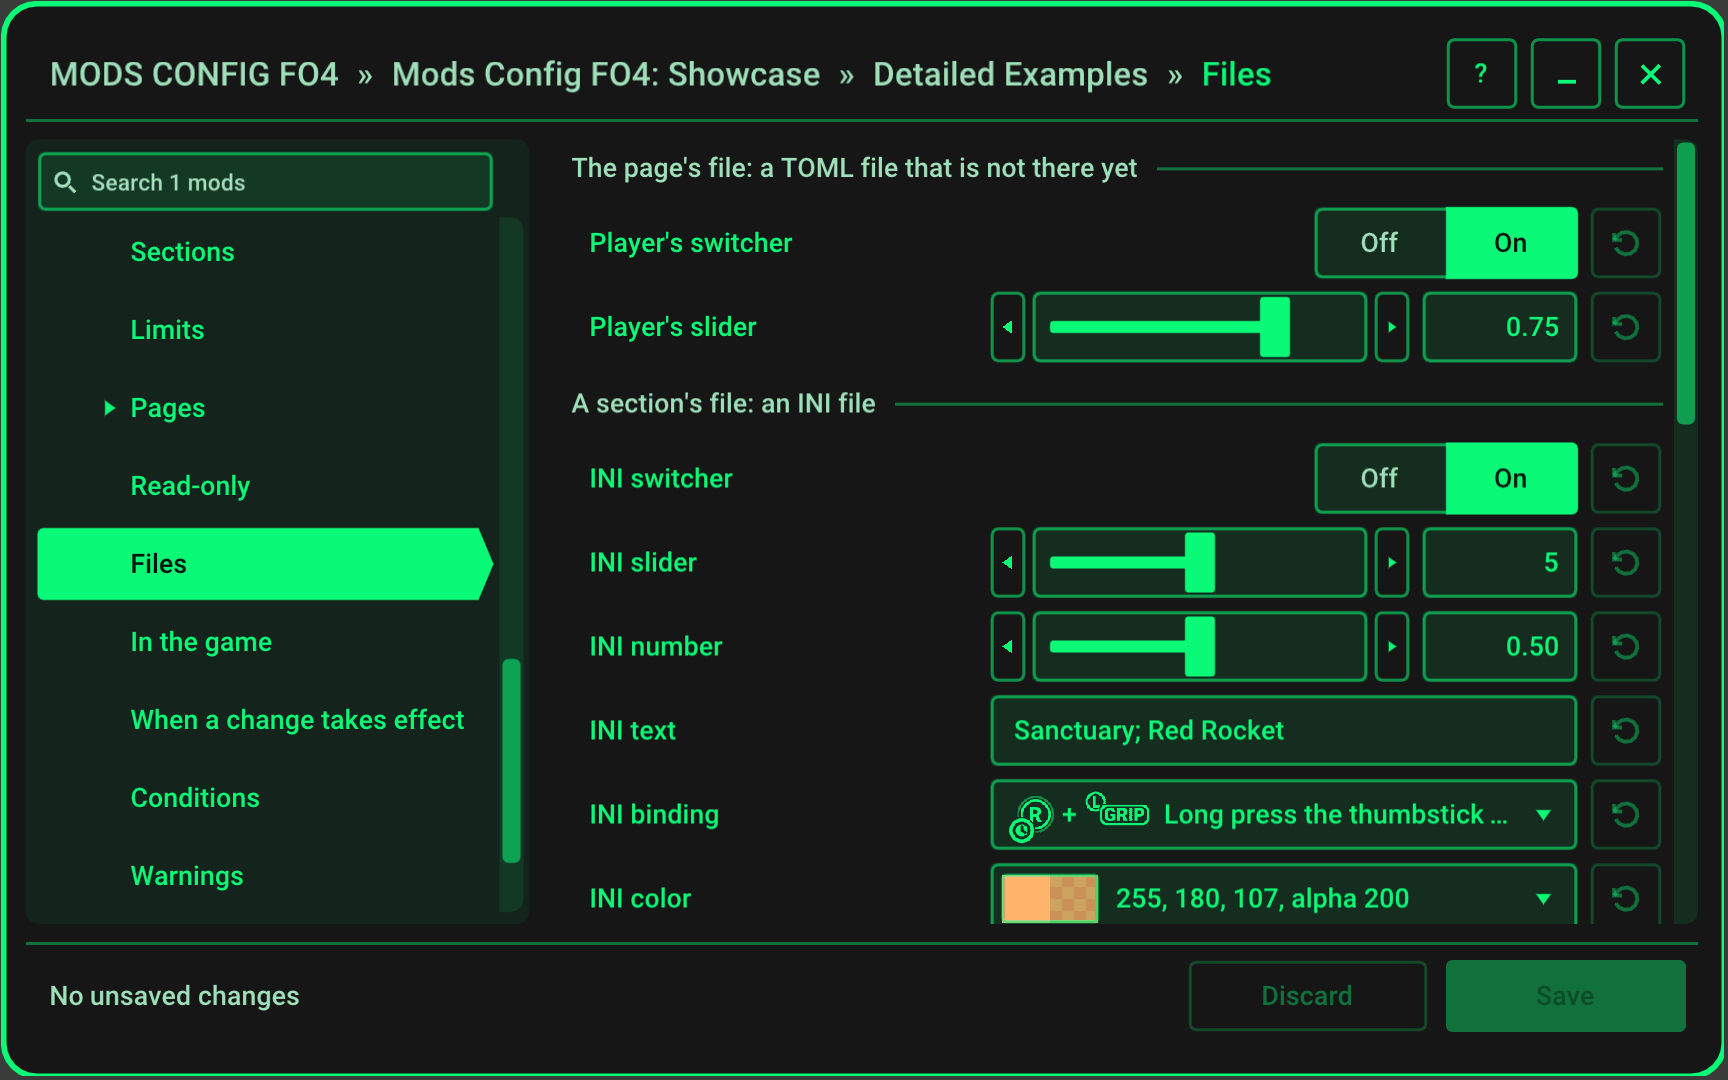 MODS CONFIG FO4 » Mods Config FO4: Showcase » Detailed Examples » Files
?
Search 1 mods
Sections
Limits
Pages
Read-only
Files
In the game
When a change takes effect
Conditions
Warnings
The page's file: a TOML file that is not there yet
Player's switcher Off On
Player's slider 0.75
A section's file: an INI file
INI switcher Off On
INI slider 5
INI number 0.50
INI text Sanctuary; Red Rocket
INI binding R + L GRIP Long press the thumbstick ...
INI color 255, 180, 107, alpha 200
No unsaved changes
Discard
Save